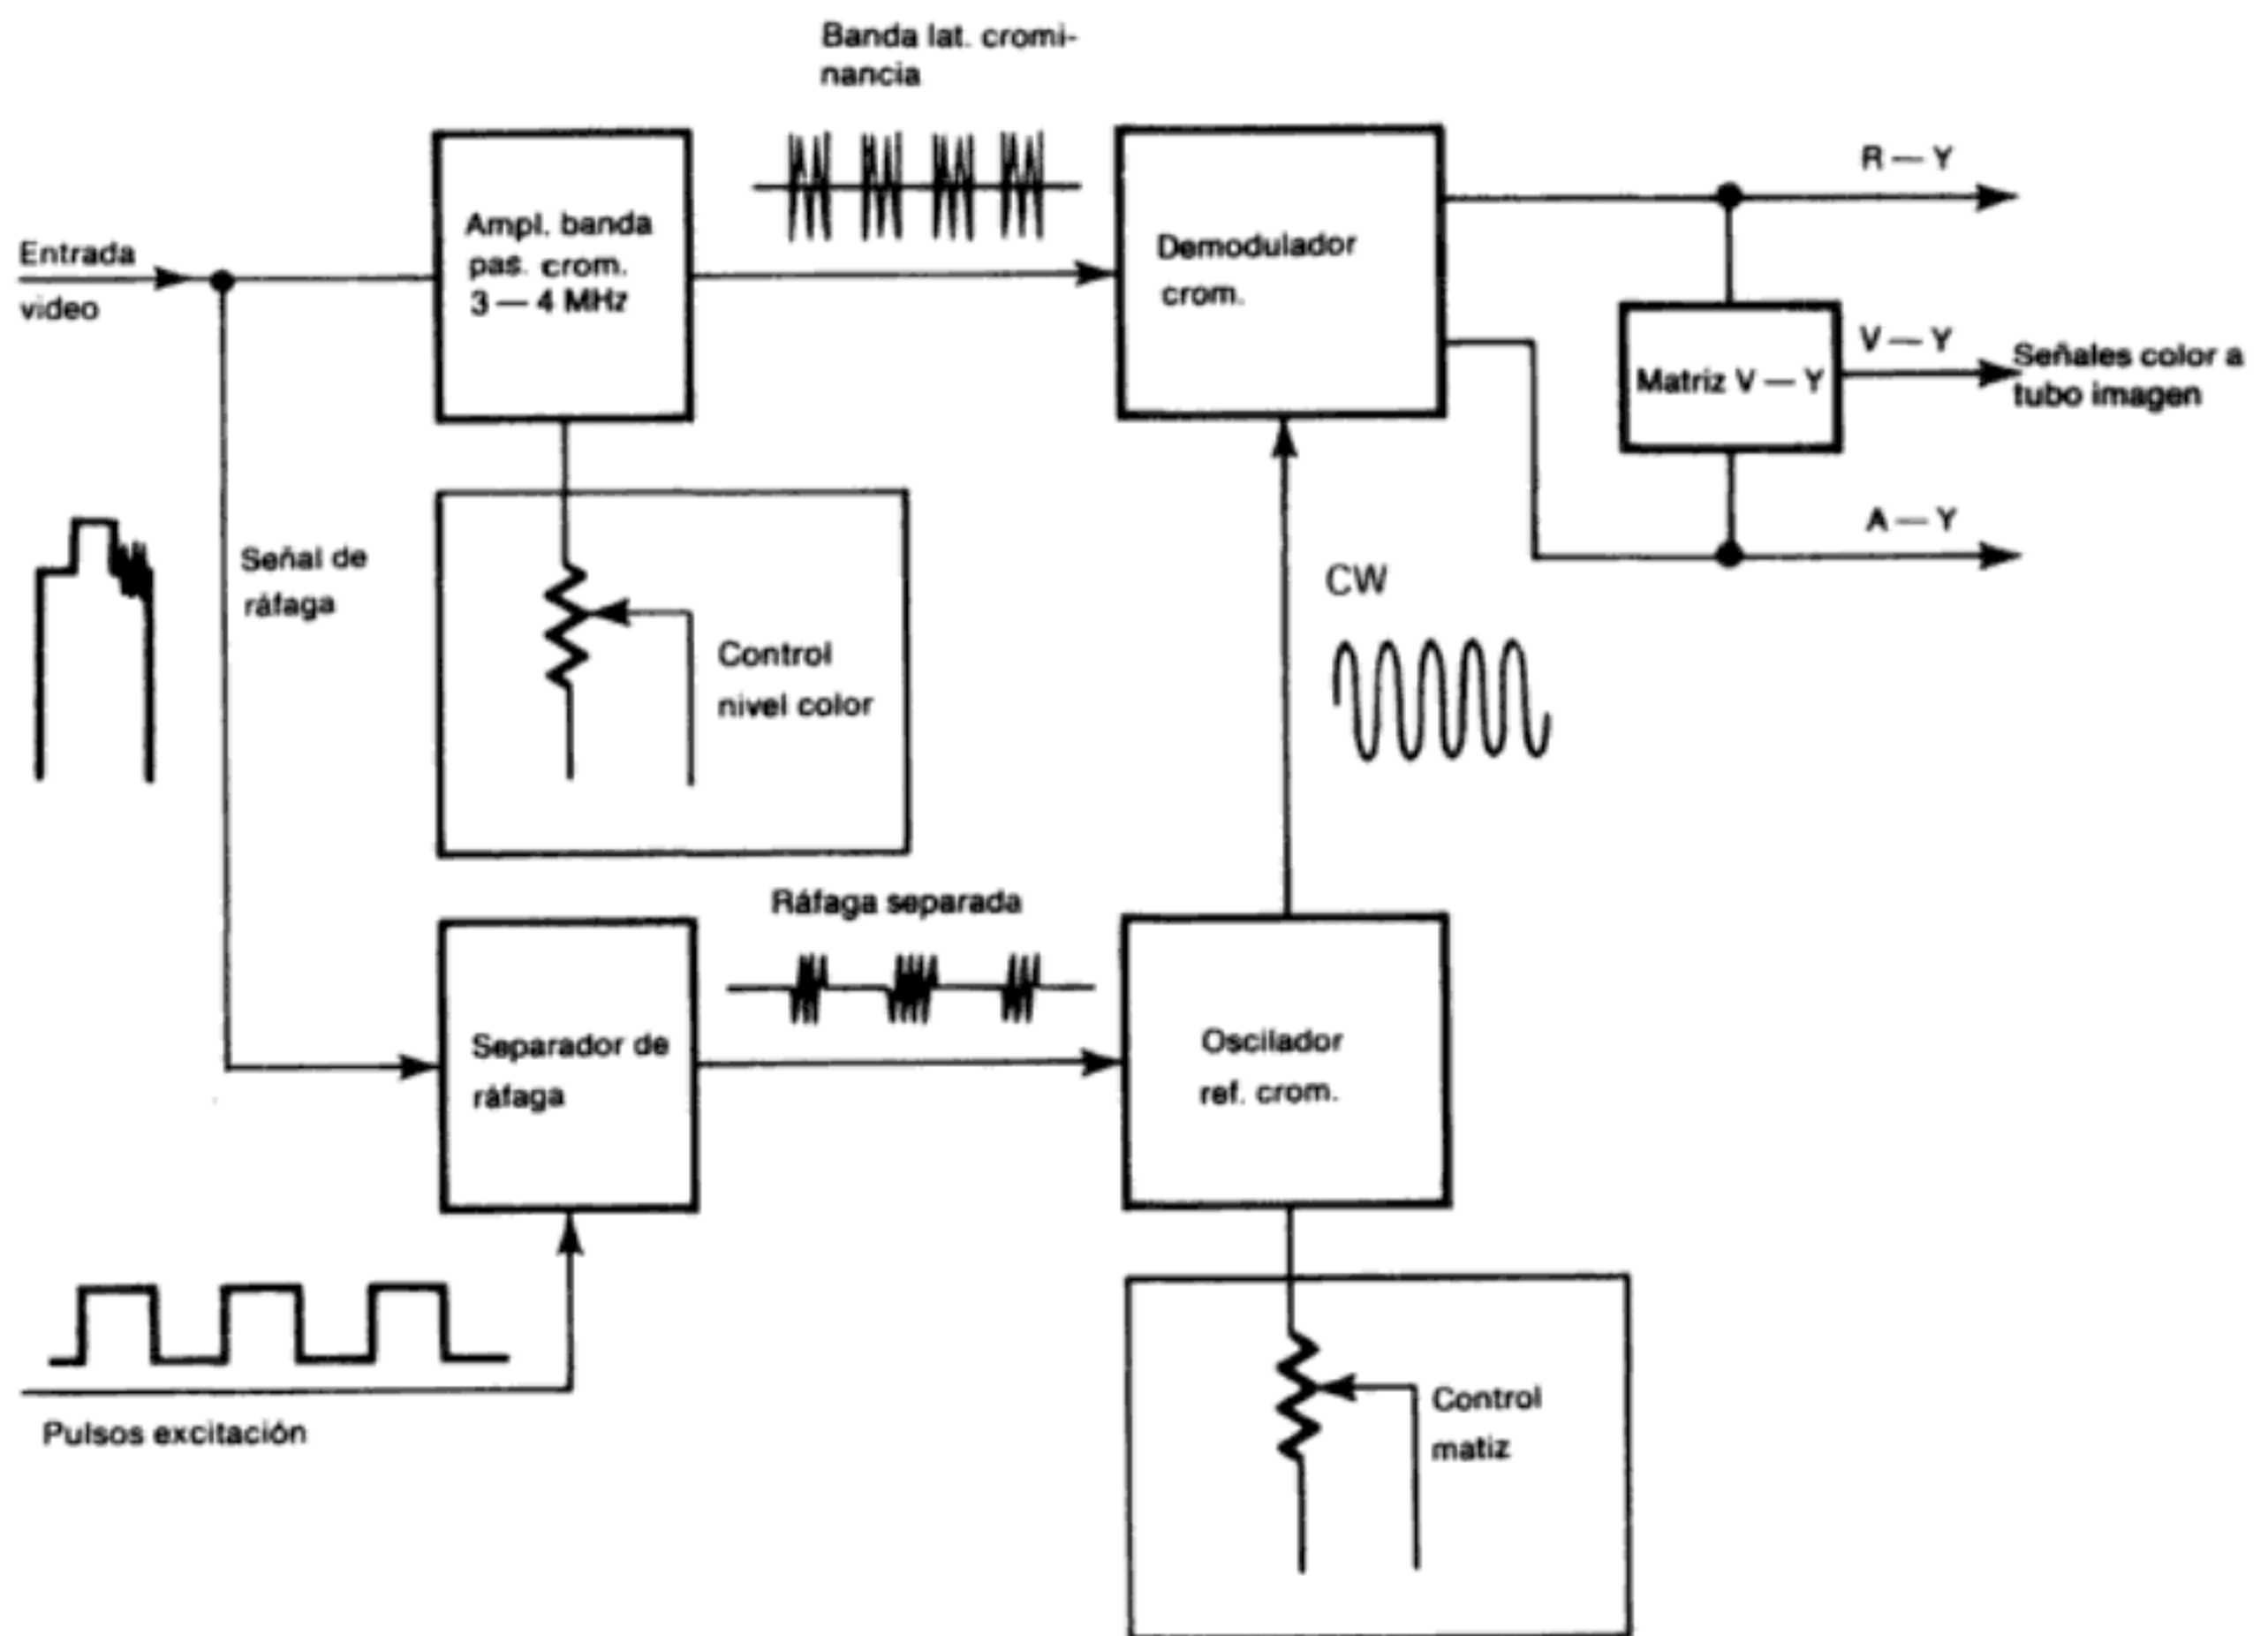 Banda lat. cromi-
nancia
Entrada
video
Ampl. banda
pas. crom.
3 — 4 MHz
Demodulador
crom.
R — Y
Matriz V — Y
V — Y
Señales color a
tubo imagen
A — Y
Señal de
ráfaga
Control
nivel color
CW
Ráfaga separada
Separador de
ráfaga
Oscilador
ref. crom.
Pulsos excitación
Control
matiz